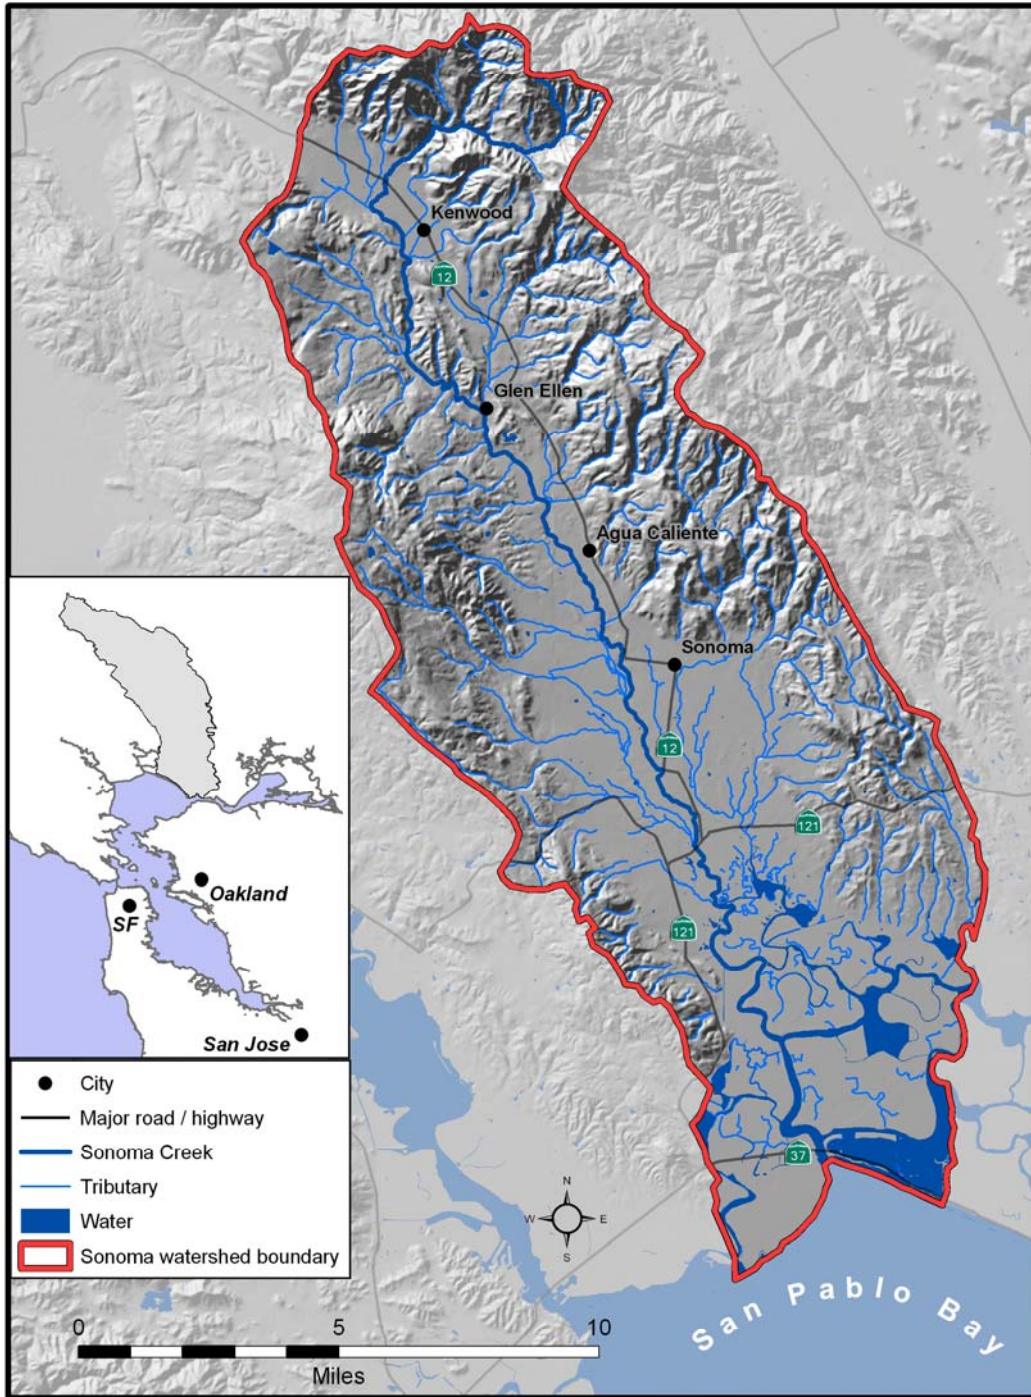 Kenwood
12
Glen Ellen
Agua Caliente
Sonoma
12
121
121
37
San Pablo Bay
Oakland
SF
San Jose
City
Major road / highway
Sonoma Creek
Tributary
Water
Sonoma watershed boundary
N
W E
S
0 5 10
Miles